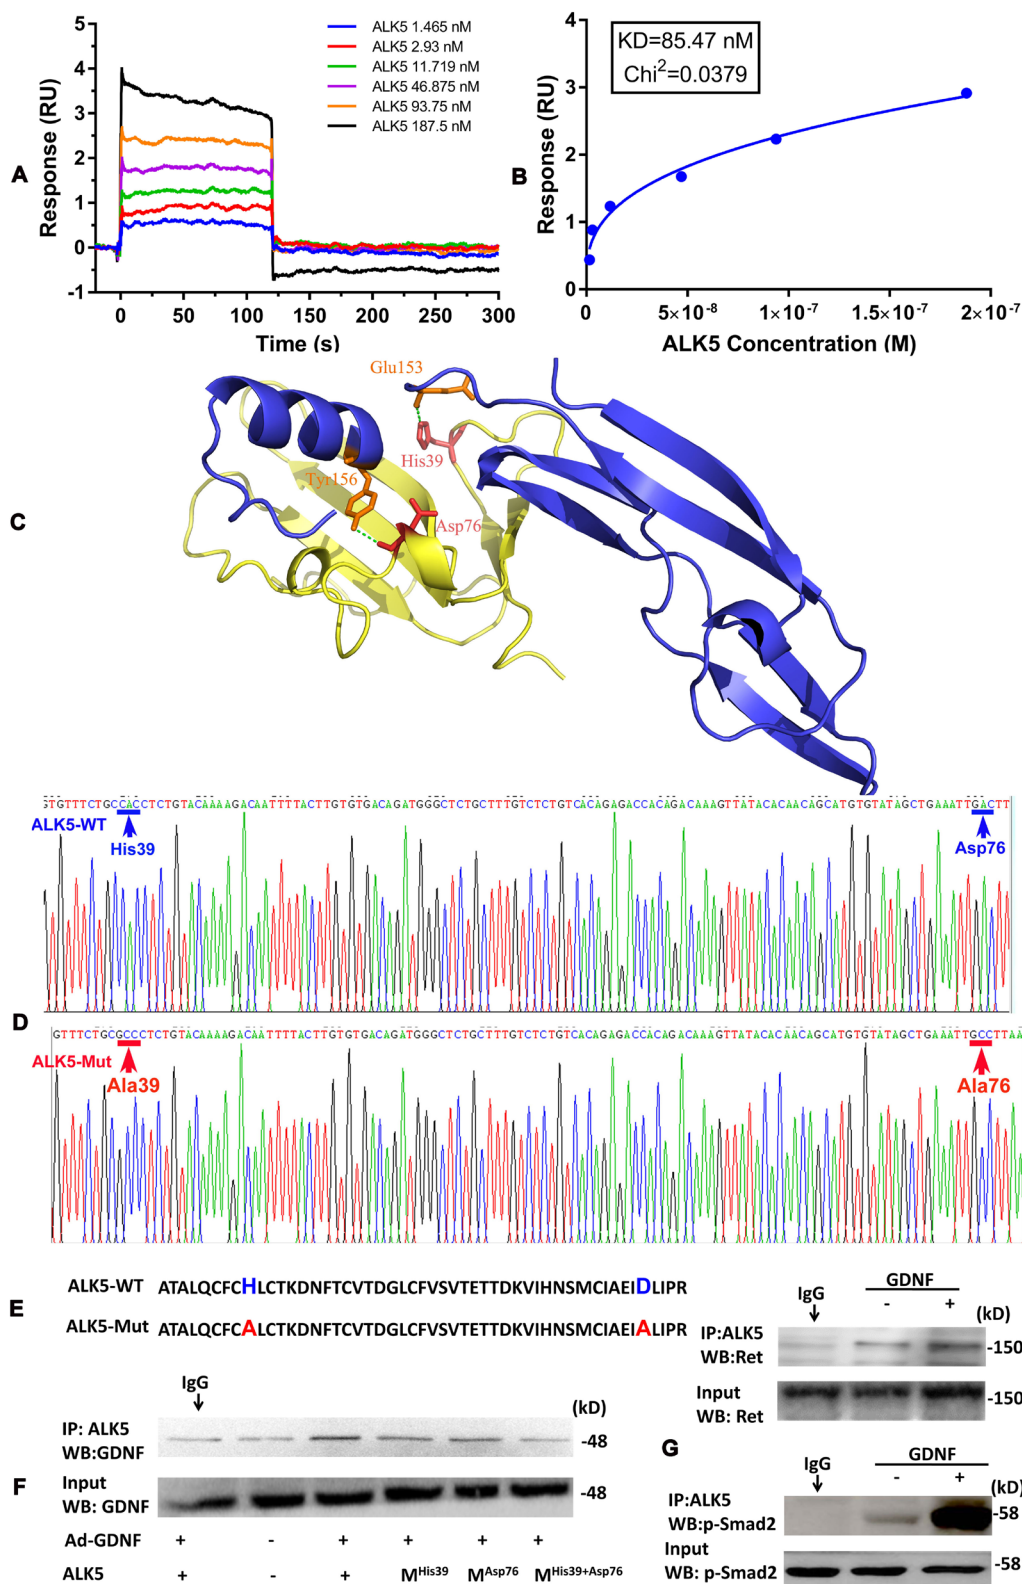 A
Response (RU)
5
4
3
2
1
0
-1
0 50 100 150 200 250 300
Time (s)
ALK5 1.465 nM
ALK5 2.93 nM
ALK5 11.719 nM
ALK5 46.875 nM
ALK5 93.75 nM
ALK5 187.5 nM
B
Response (RU)
4
3
2
1
0
KD=85.47 nM
Chi²=0.0379
0 5×10⁻⁸ 1×10⁻⁷ 1.5×10⁻⁷ 2×10⁻⁷
ALK5 Concentration (M)
C
Glu153
His39
Tyr156
Asp76
D
GTGTTTCTGCCACCTCTGTACAAAAGACAATTTTACTTGTGTGACAGATGGGCTCTGCTTTGTCTCTGTCACAGAGACCACAGACAAAGTTATACACAACAGCATGTGTATAGCTGAAATTGACTT
ALK5-WT
His39
Asp76
GTTTCTGCGCCCTCTGTACAAAAGACAATTTTACTTGTGTGACAGATGGGCTCTGCTTTGTCTCTGTCACAGAGACCACAGACAAAGTTATACACAACAGCATGTGTATAGCTGAAATTGCCTTAA
ALK5-Mut
Ala39
Ala76
E
ALK5-WT ATALQCFCHLCTKDNFTCVTDGLCFVSVTETTDKVIHNSMCIAEIDLIPR
ALK5-Mut ATALQCFCALCTKDNFTCVTDGLCFVSVTETTDKVIHNSMCIAEIALIPR
F
IgG
(kD)
IP: ALK5
WB:GDNF
-48
Input
WB: GDNF
-48
Ad-GDNF + - + + + +
ALK5 + - + M^His39 M^Asp76 M^His39+Asp76
G
IgG
GDNF
- +
(kD)
IP:ALK5
WB:Ret
-150
Input
WB: Ret
-150
IgG
GDNF
- +
(kD)
IP:ALK5
WB:p-Smad2
-58
Input
WB: p-Smad2
-58